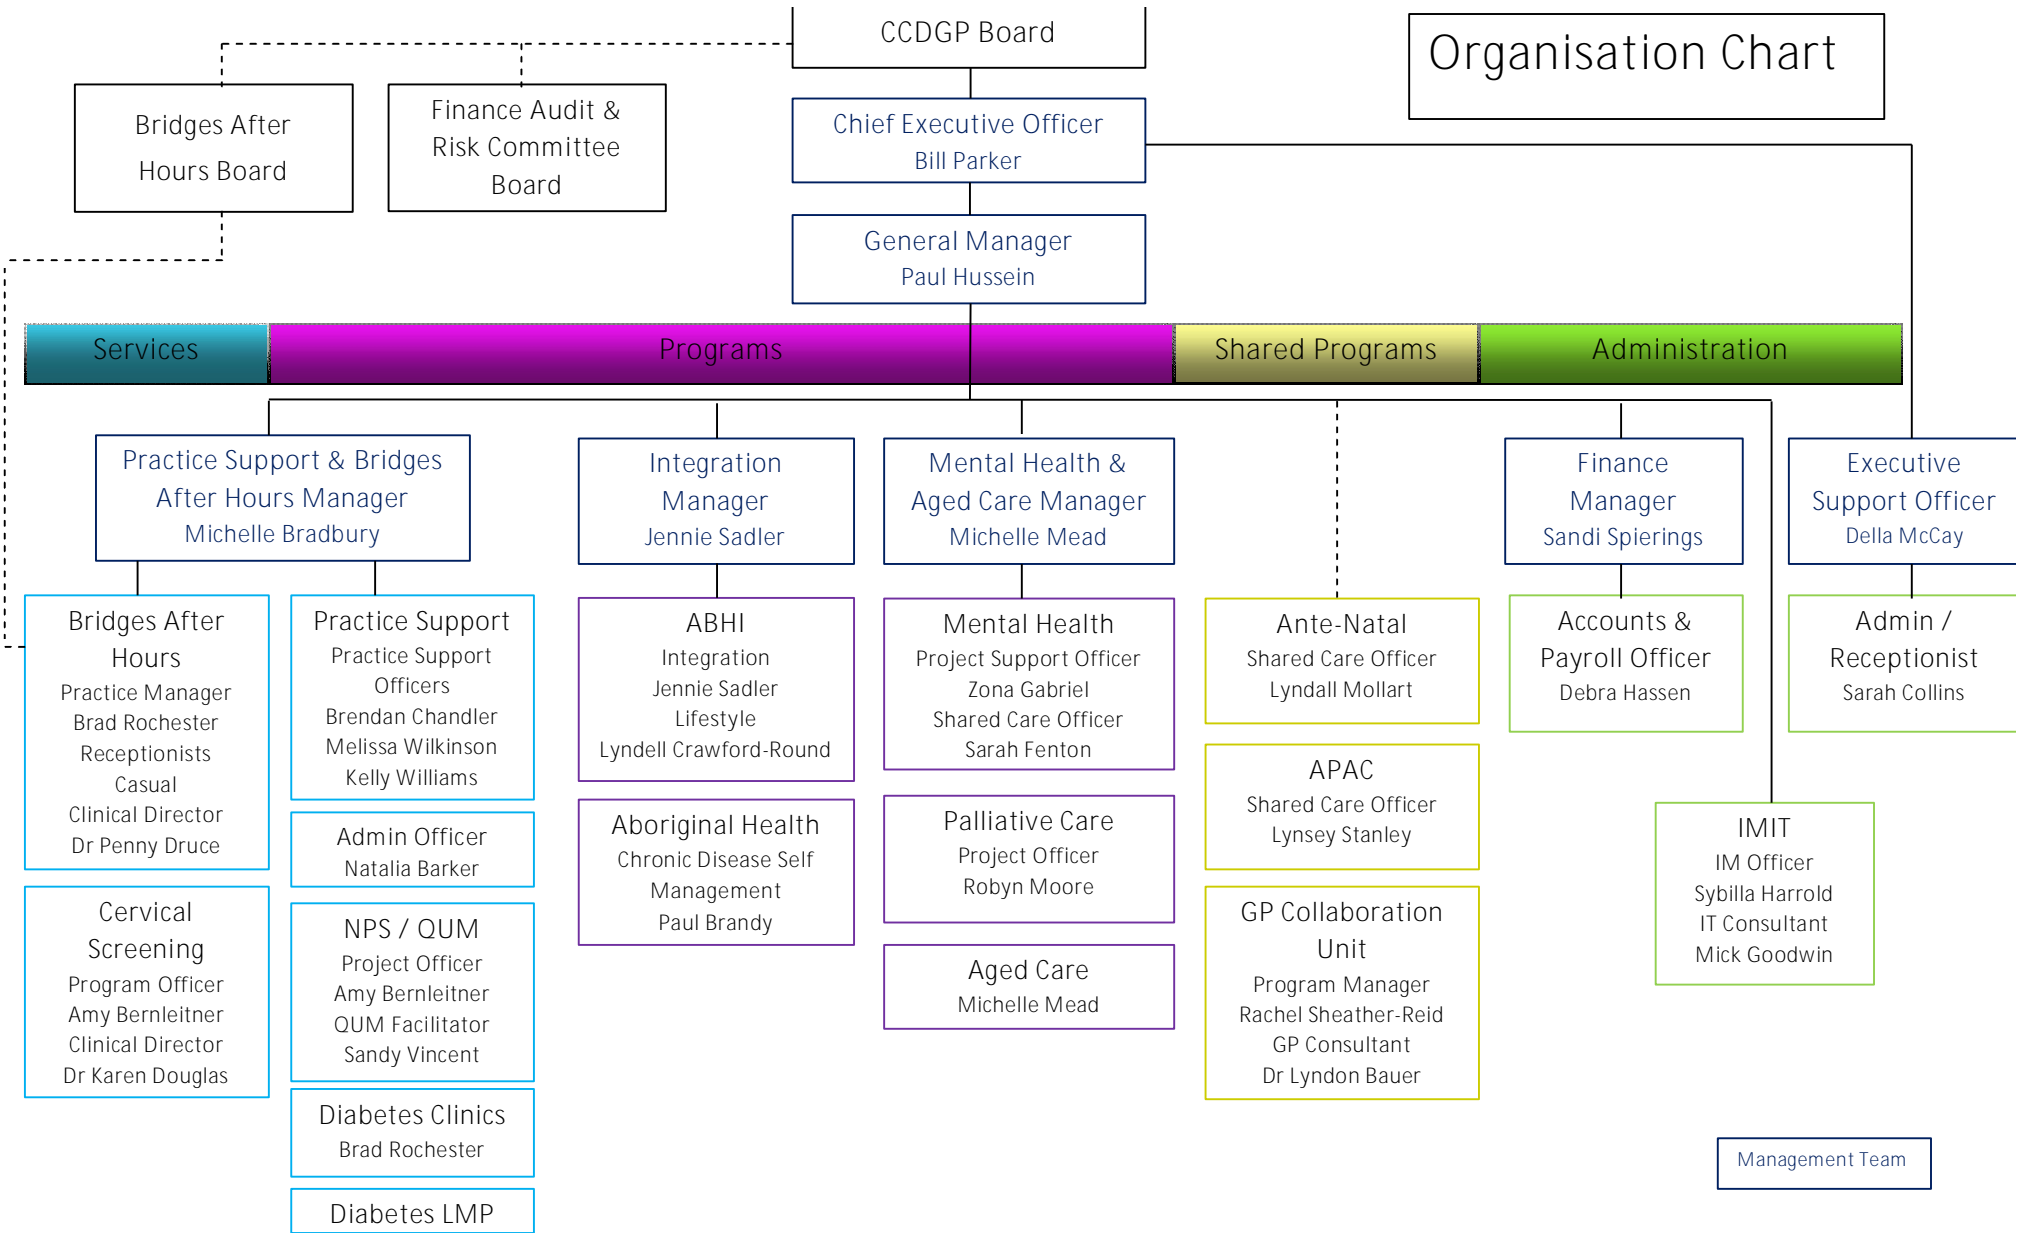 CCDGP Board
Organisation Chart
Bridges After
Hours Board
Finance Audit &
Risk Committee
Board
Chief Executive Officer
Bill Parker
General Manager
Paul Hussein
Services
Programs
Shared Programs
Administration
Practice Support & Bridges
After Hours Manager
Michelle Bradbury
Integration
Manager
Jennie Sadler
Mental Health &
Aged Care Manager
Michelle Mead
Finance
Manager
Sandi Spierings
Executive
Support Officer
Della McCay
Bridges After
Hours
Practice Manager
Brad Rochester
Receptionists
Casual
Clinical Director
Dr Penny Druce
Cervical
Screening
Program Officer
Amy Bernleitner
Clinical Director
Dr Karen Douglas
Practice Support
Practice Support
Officers
Brendan Chandler
Melissa Wilkinson
Kelly Williams
Admin Officer
Natalia Barker
NPS / QUM
Project Officer
Amy Bernleitner
QUM Facilitator
Sandy Vincent
Diabetes Clinics
Brad Rochester
Diabetes LMP
ABHI
Integration
Jennie Sadler
Lifestyle
Lyndell Crawford-Round
Aboriginal Health
Chronic Disease Self
Management
Paul Brandy
Mental Health
Project Support Officer
Zona Gabriel
Shared Care Officer
Sarah Fenton
Palliative Care
Project Officer
Robyn Moore
Aged Care
Michelle Mead
Ante-Natal
Shared Care Officer
Lyndall Mollart
APAC
Shared Care Officer
Lynsey Stanley
GP Collaboration
Unit
Program Manager
Rachel Sheather-Reid
GP Consultant
Dr Lyndon Bauer
Accounts &
Payroll Officer
Debra Hassen
Admin /
Receptionist
Sarah Collins
IMIT
IM Officer
Sybilla Harrold
IT Consultant
Mick Goodwin
Management Team